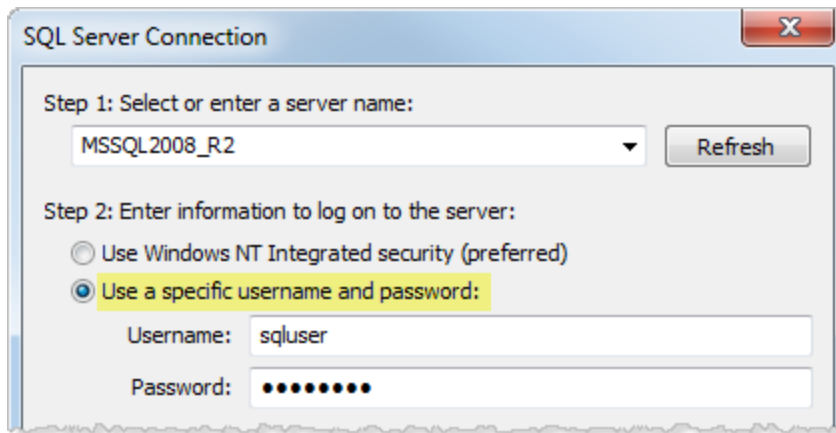 SQL Server Connection
Step 1: Select or enter a server name:
MSSQL2008_R2
Refresh
Step 2: Enter information to log on to the server:
Use Windows NT Integrated security (preferred)
Use a specific username and password:
Username: sqluser
Password: ●●●●●●●●